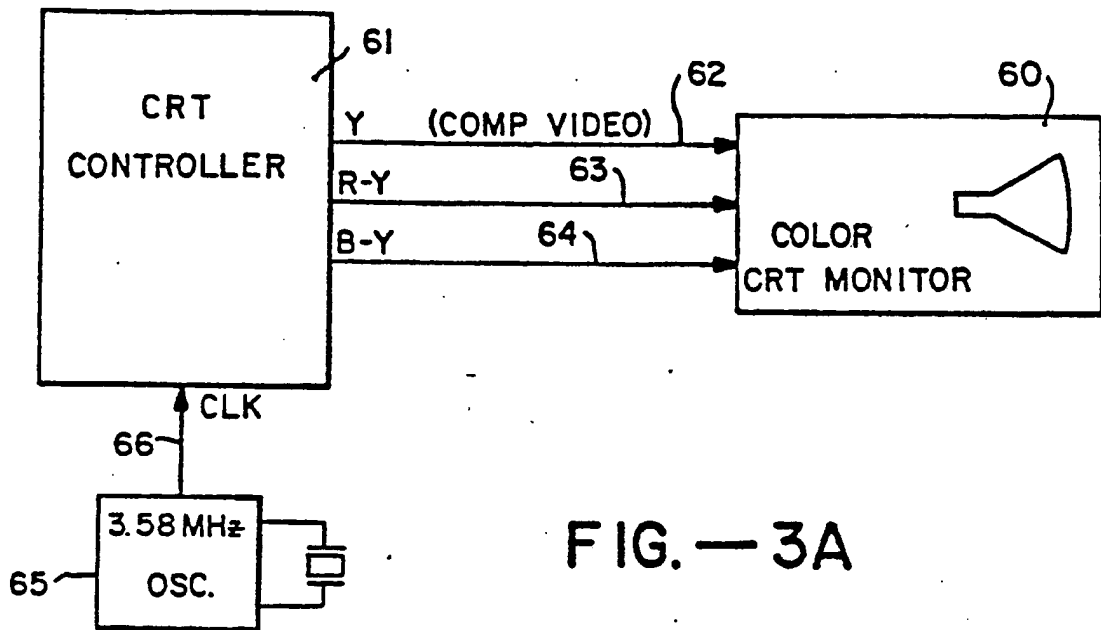 61
CRT
CONTROLLER
62
60
Y (COMP VIDEO)
R-Y
63
B-Y
64
COLOR
CRT MONITOR
CLK
66
3.58 MHz
OSC.
65
FIG. — 3A